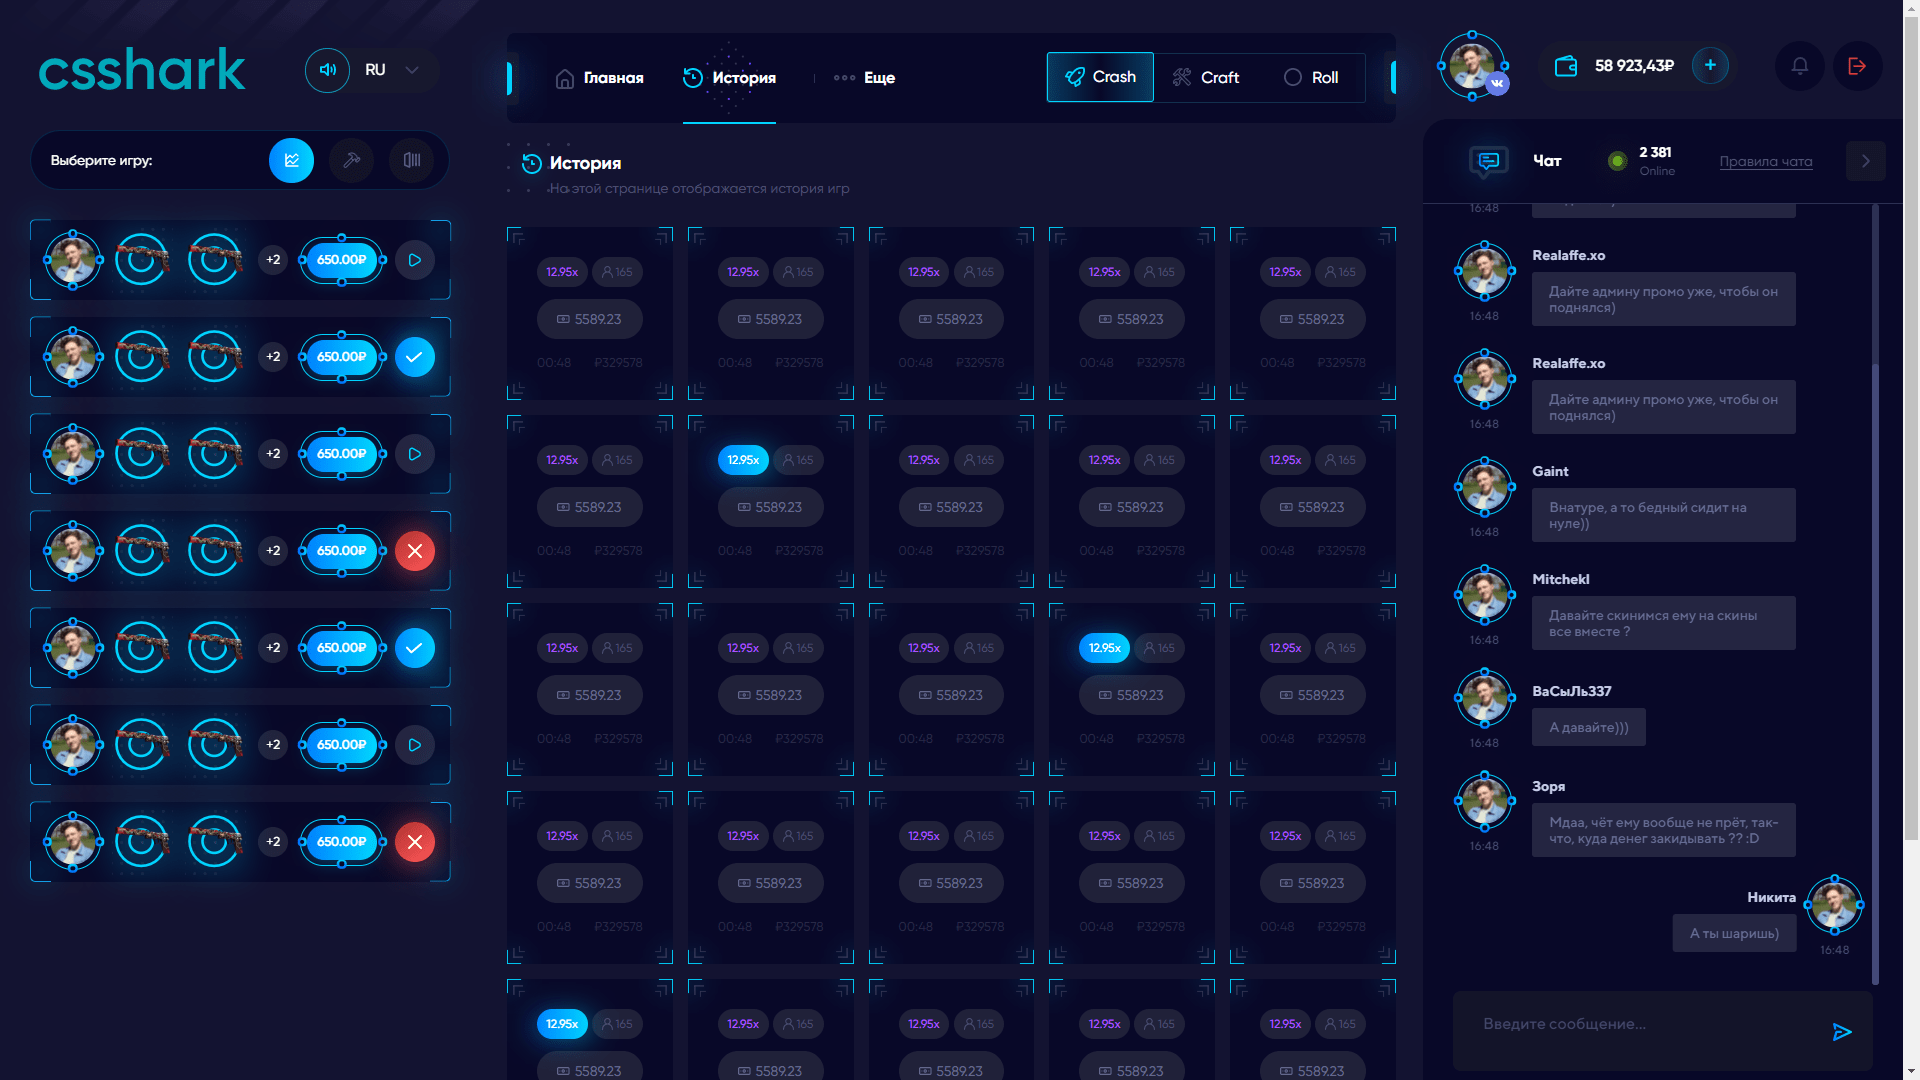 csshark
RU
Выберите игру:
+2
650.00₽
+2
650.00₽
+2
650.00₽
+2
650.00₽
+2
650.00₽
+2
650.00₽
+2
650.00₽
Главная
История
Еще
Crash
Craft
Roll
История
На этой странице отображается история игр
12.95x 165 12.95x 165 12.95x 165 12.95x 165 12.95x 165
5589.23 5589.23 5589.23 5589.23 5589.23
00:48 ₽329578 00:48 ₽329578 00:48 ₽329578 00:48 ₽329578 00:48 ₽329578
12.95x 165 12.95x 165 12.95x 165 12.95x 165 12.95x 165
5589.23 5589.23 5589.23 5589.23 5589.23
00:48 ₽329578 00:48 ₽329578 00:48 ₽329578 00:48 ₽329578 00:48 ₽329578
12.95x 165 12.95x 165 12.95x 165 12.95x 165 12.95x 165
5589.23 5589.23 5589.23 5589.23 5589.23
00:48 ₽329578 00:48 ₽329578 00:48 ₽329578 00:48 ₽329578 00:48 ₽329578
12.95x 165 12.95x 165 12.95x 165 12.95x 165 12.95x 165
5589.23 5589.23 5589.23 5589.23 5589.23
00:48 ₽329578 00:48 ₽329578 00:48 ₽329578 00:48 ₽329578 00:48 ₽329578
12.95x 165 12.95x 165 12.95x 165 12.95x 165 12.95x 165
5589.23 5589.23 5589.23 5589.23 5589.23
58 923,43₽
+
Чат
2 381
Online
Правила чата
16:48
Realaffe.xo
Дайте админу промо уже, чтобы он
поднялся)
16:48
Realaffe.xo
Дайте админу промо уже, чтобы он
поднялся)
16:48
Gaint
Внатуре, а то бедный сидит на
нуле))
16:48
Mitchekl
Давайте скинимся ему на скины
все вместе ?
16:48
ВаСыЛь337
А давайте)))
16:48
Зоря
Мдаа, чёт ему вообще не прёт, так-
что, куда денег закидывать ?? :D
16:48
Никита
А ты шаришь)
16:48
Введите сообщение...